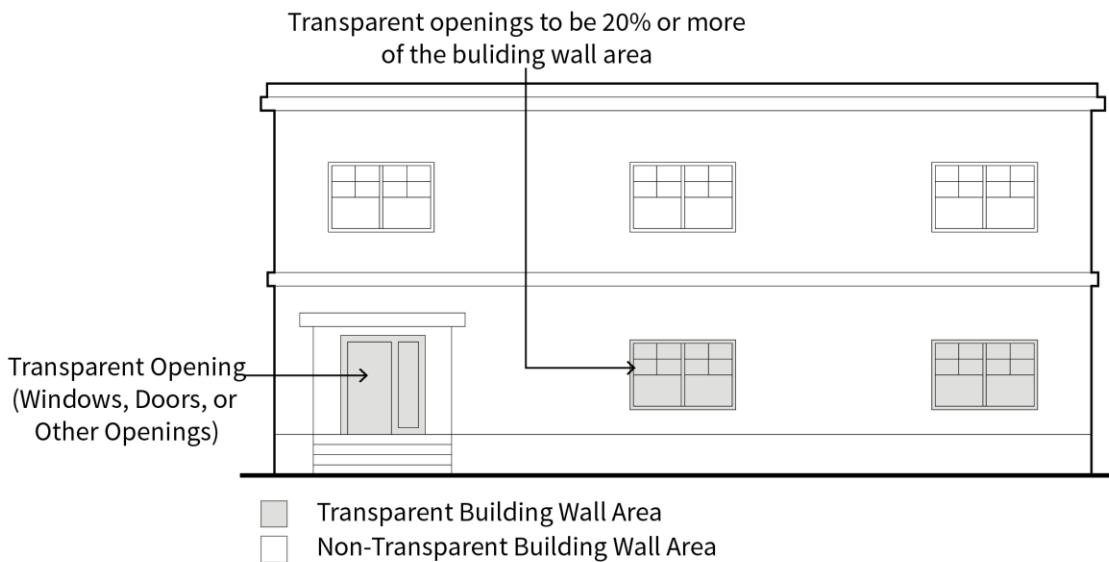 Transparent openings to be 20% or more
of the buliding wall area
Transparent Opening
(Windows, Doors, or
Other Openings)
Transparent Building Wall Area
Non-Transparent Building Wall Area